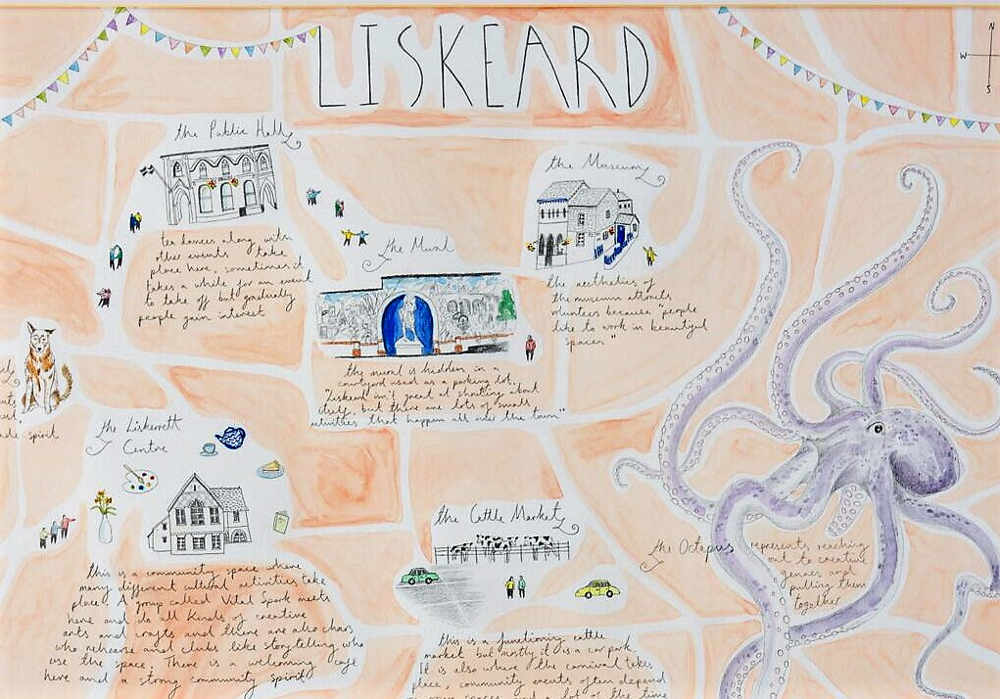 LISKEARD
N
W
S
the Public Hall
tea dances along with
other events take
place here, sometimes it
takes a while for an event
to take off but gradually
people gain interest
the Museum
the aesthetics of
the museum attracts
volunteers because "people
like to work in beautiful
spaces"
the Mural
the mural is hidden in a
courtyard used as a parking lot.
"Liskeard isn't great at shouting about
itself, but there are lots of small
activities that happen all over the town"
spirit
the Liskerrett
Centre
this is a community space where
many different cultural activities take
place. A group called Vital Spark meets
here and do all kinds of creative
arts and crafts and there are also choirs
who rehearse and clubs like storytelling who
use the space. There is a welcoming café
here and a strong community spirit
the Cattle Market
this is a functioning cattle
market but mostly it is a car park.
It is also where the carnival takes
place, community events often depend
spaces and a lot of the time
the Octopus represents reaching
out to creative
genres and
pulling them
together